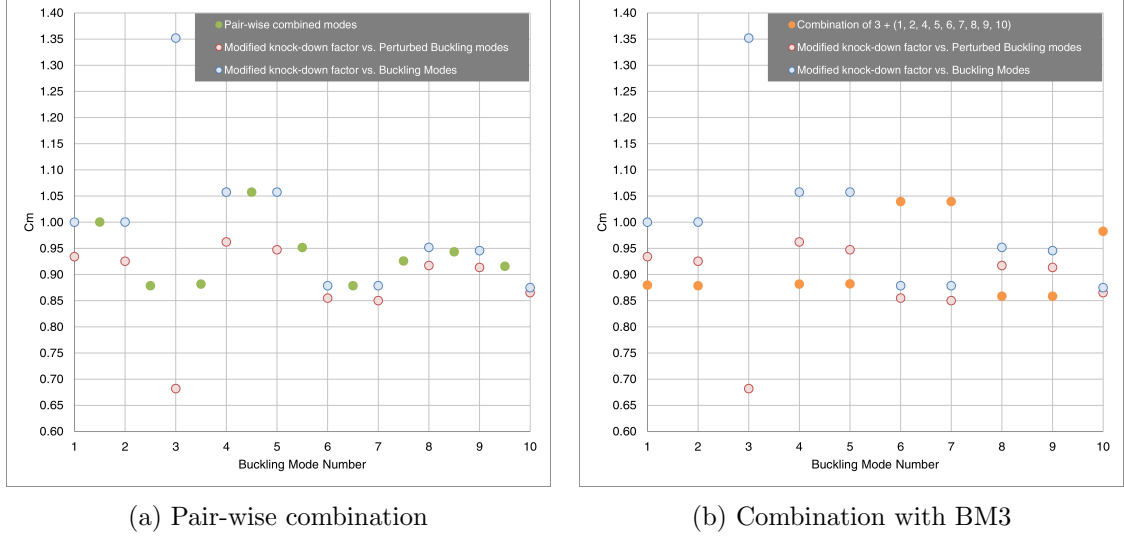 1.40
1.35
1.30
1.25
1.20
1.15
1.10
1.05
1.00
0.95
0.90
0.85
0.80
0.75
0.70
0.65
0.60
Cm
Pair-wise combined modes
Modified knock-down factor vs. Perturbed Buckling modes
Modified knock-down factor vs. Buckling Modes
1 2 3 4 5 6 7 8 9 10
Buckling Mode Number
(a) Pair-wise combination
1.40
1.35
1.30
1.25
1.20
1.15
1.10
1.05
1.00
0.95
0.90
0.85
0.80
0.75
0.70
0.65
0.60
Cm
Combination of 3 + (1, 2, 4, 5, 6, 7, 8, 9, 10)
Modified knock-down factor vs. Perturbed Buckling modes
Modified knock-down factor vs. Buckling Modes
1 2 3 4 5 6 7 8 9 10
Buckling Mode Number
(b) Combination with BM3